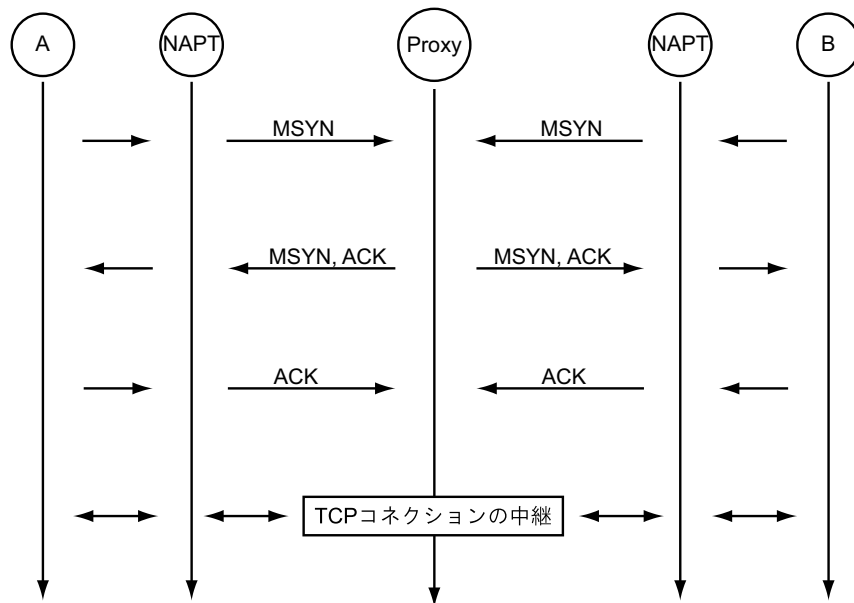 A NAPT Proxy NAPT B
MSYN MSYN
MSYN, ACK MSYN, ACK
ACK ACK
TCPコネクションの中継